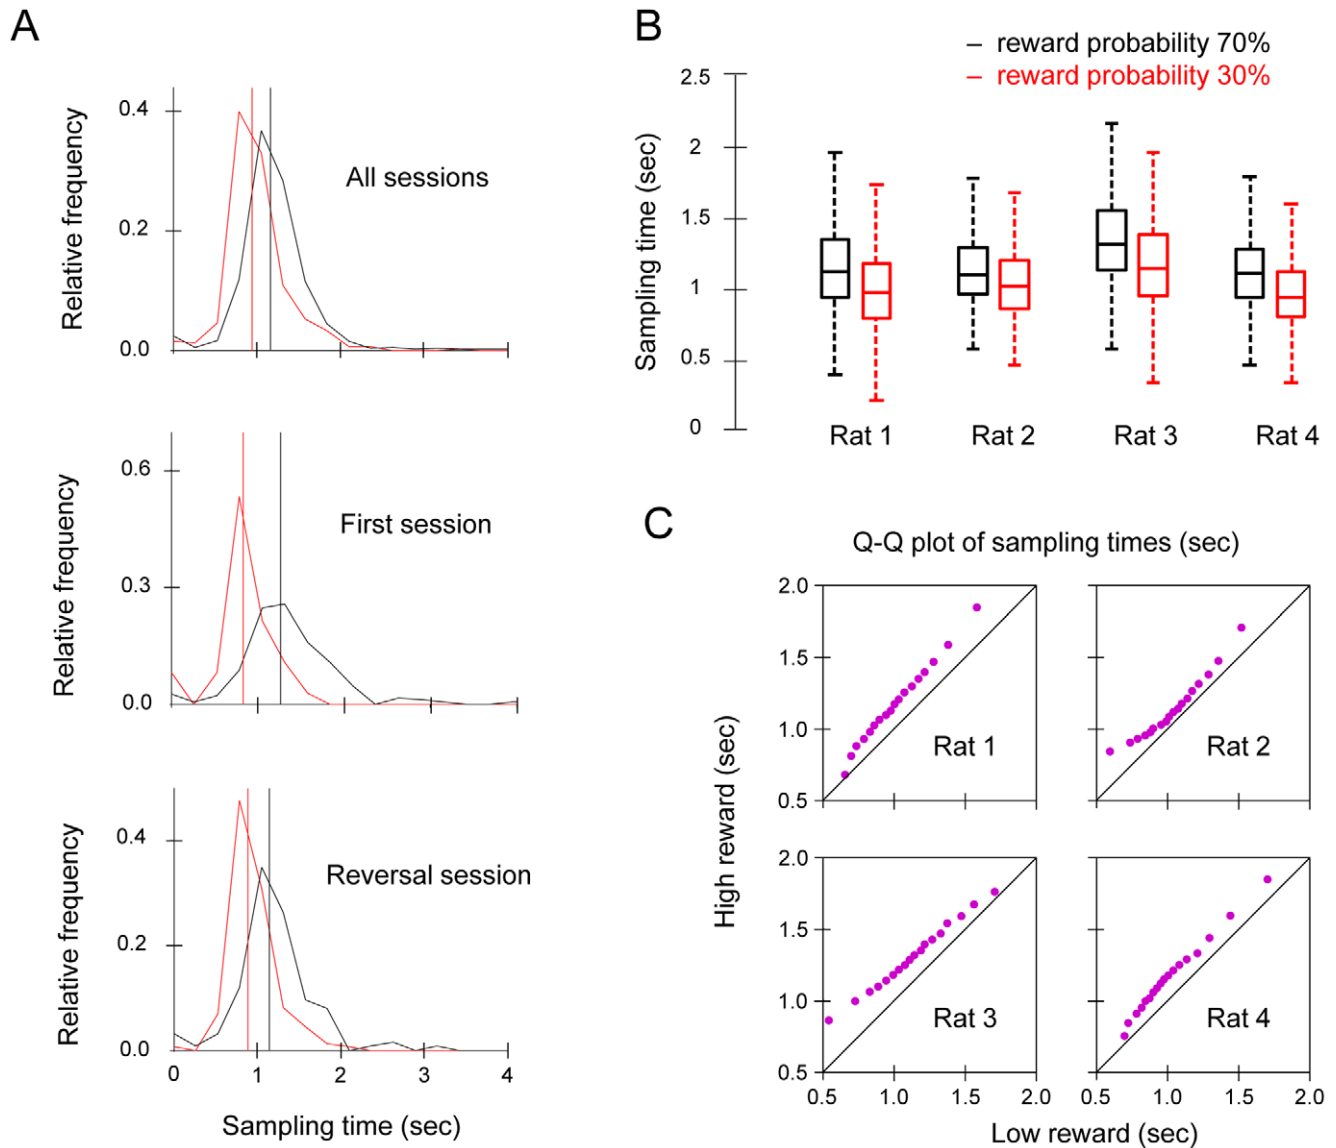 A
Relative frequency
0.4
0.2
0.0
All sessions
Relative frequency
0.6
0.3
0.0
First session
Relative frequency
0.4
0.2
0.0
Reversal session
0 1 2 3 4
Sampling time (sec)
B
– reward probability 70%
– reward probability 30%
Sampling time (sec)
2.5
2
1.5
1
0.5
0
Rat 1 Rat 2 Rat 3 Rat 4
C
Q-Q plot of sampling times (sec)
High reward (sec)
2.0
1.5
1.0
0.5
Rat 1
Rat 2
2.0
1.5
1.0
0.5
Rat 3
Rat 4
0.5 1.0 1.5 2.0 0.5 1.0 1.5 2.0
Low reward (sec)